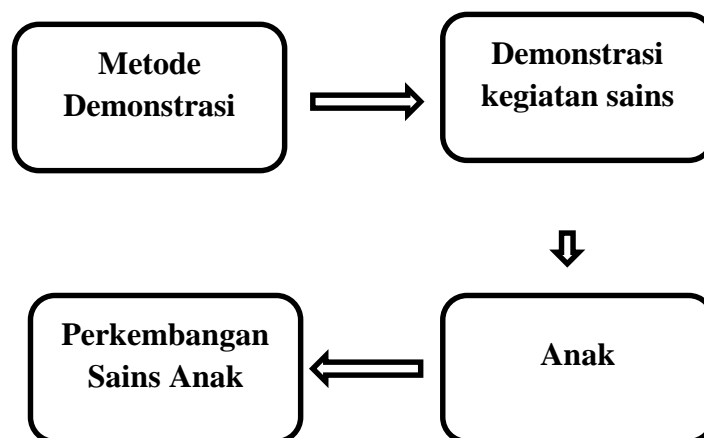 Metode
Demonstrasi
Demonstrasi
kegiatan sains
Anak
Perkembangan
Sains Anak